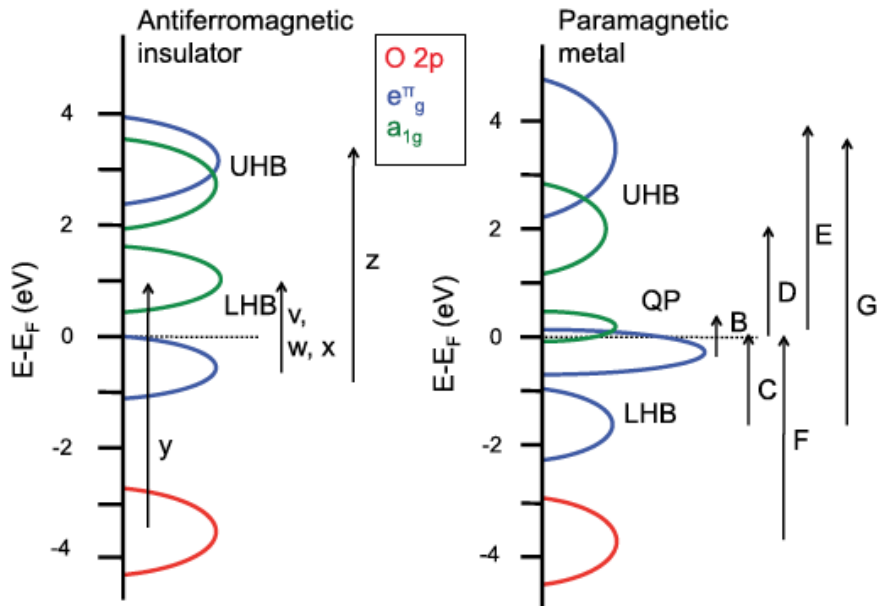 Antiferromagnetic
insulator
O 2p
eπg
a1g
Paramagnetic
metal
E-EF (eV)
4
2
0
-2
-4
UHB
LHB
v,
w, x
y
z
E-EF (eV)
4
2
0
-2
-4
UHB
QP
LHB
B
C
D
E
F
G